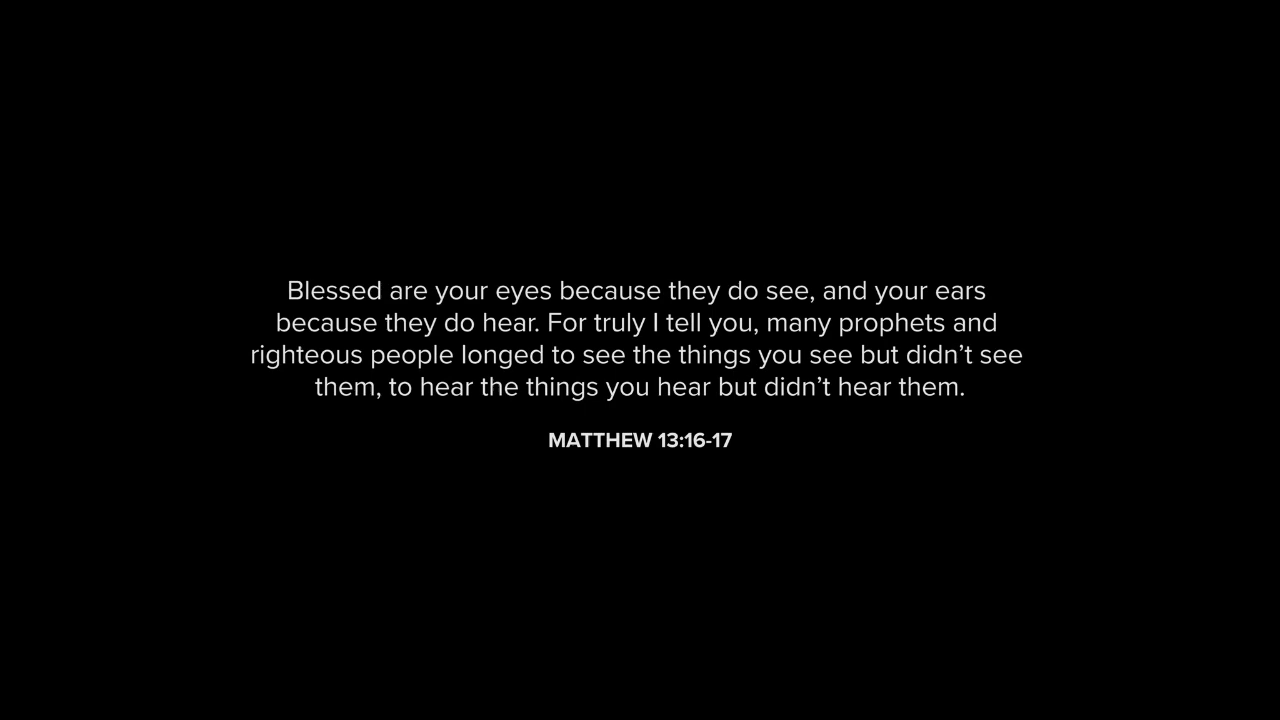 Blessed are your eyes because they do see, and your ears
because they do hear. For truly I tell you, many prophets and
righteous people longed to see the things you see but didn’t see
them, to hear the things you hear but didn’t hear them.
MATTHEW 13:16-17